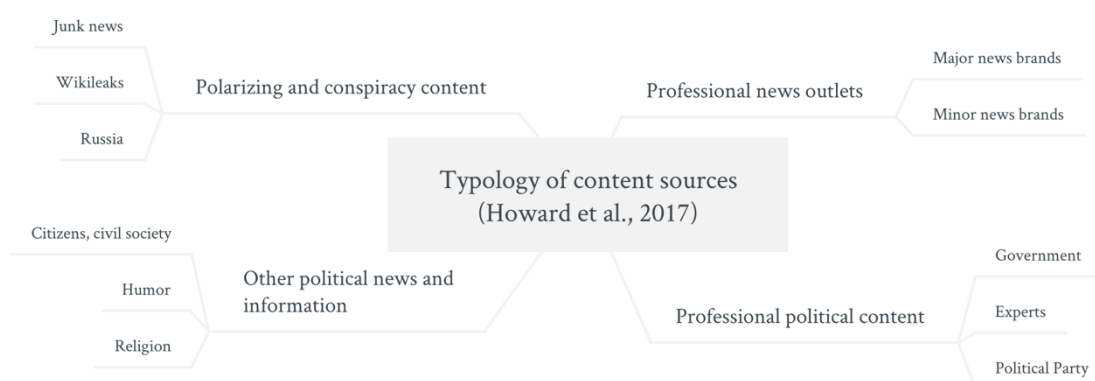 Junk news
Wikileaks
Russia
Polarizing and conspiracy content
Professional news outlets
Major news brands
Minor news brands
Typology of content sources
(Howard et al., 2017)
Citizens, civil society
Humor
Religion
Other political news and
information
Professional political content
Government
Experts
Political Party